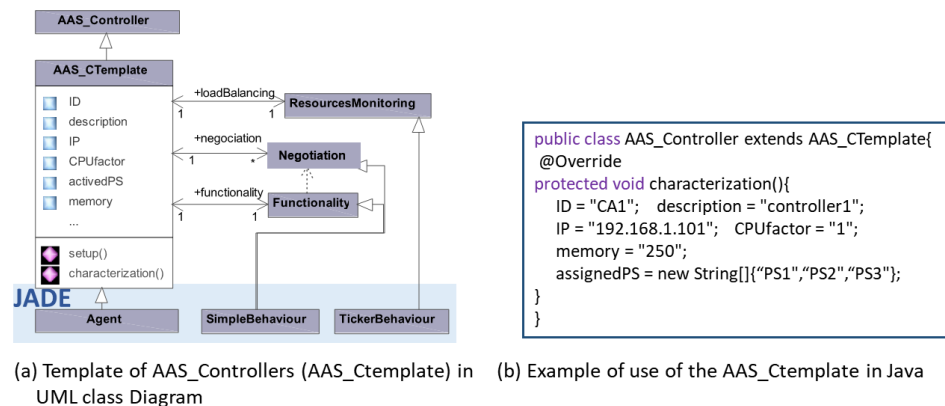 AAS_Controller
AAS_CTemplate
ID
description
IP
CPUfactor
activedPS
memory
...
setup()
characterization()
+loadBalancing
1
1
ResourcesMonitoring
+negociation
1
*
Negotiation
+functionality
1
1
Functionality
JADE
Agent
SimpleBehaviour
TickerBehaviour
(a) Template of AAS_Controllers (AAS_Ctemplate) in
UML class Diagram
public class AAS_Controller extends AAS_CTemplate{
@Override
protected void characterization(){
ID = "CA1"; description = "controller1";
IP = "192.168.1.101"; CPUfactor = "1";
memory = "250";
assignedPS = new String[]{“PS1",“PS2",“PS3"};
}
}
(b) Example of use of the AAS_Ctemplate in Java